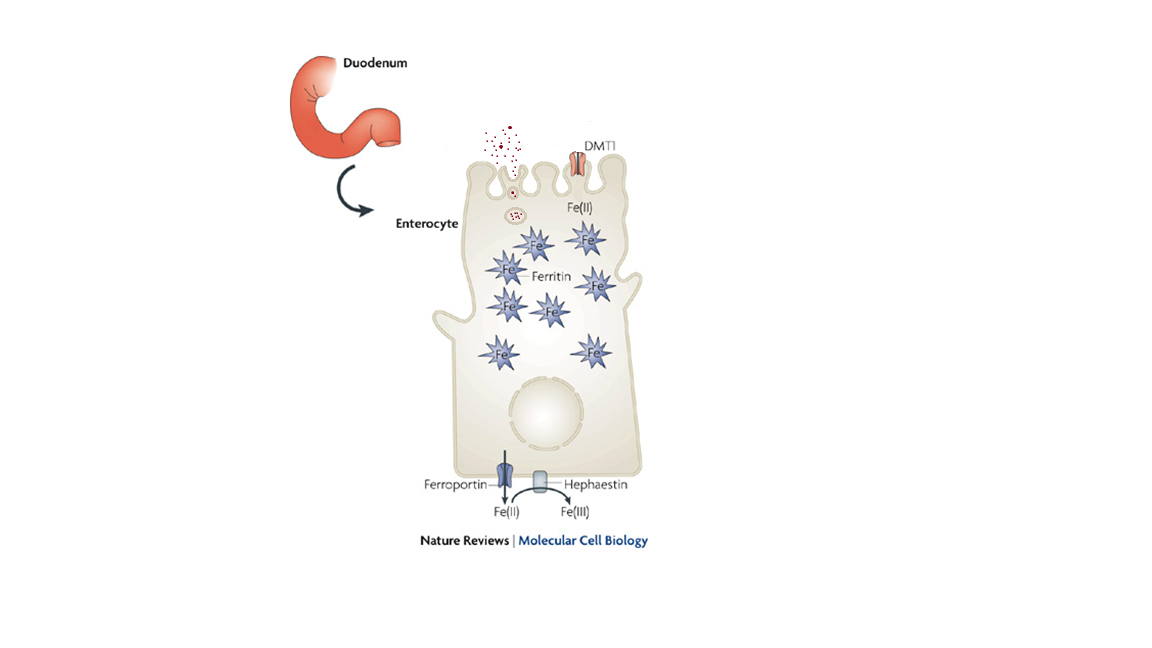 Duodenum
DMT1
Fe(II)
Enterocyte
Fe
Fe
Fe
Ferritin
Fe
Fe
Fe
Fe
Fe
Ferroportin
Hephaestin
Fe(II)
Fe(III)
Nature Reviews | Molecular Cell Biology